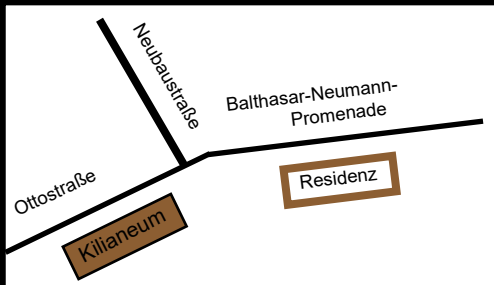 Neubaustraße
Balthasar-Neumann-
Promenade
Ottostraße
Residenz
Kilianeum